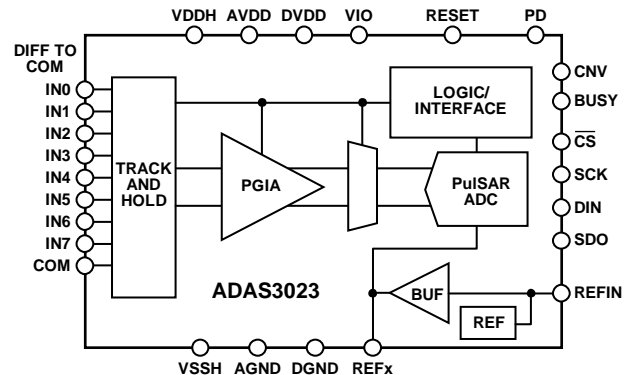 VDDH AVDD DVDD VIO RESET PD
DIFF TO
COM
IN0
IN1
IN2
IN3
IN4
IN5
IN6
IN7
COM
TRACK
AND
HOLD
PGIA
LOGIC/
INTERFACE
PulSAR
ADC
BUF
REF
ADAS3023
CNV
BUSY
CS
SCK
DIN
SDO
REFIN
VSSH AGND DGND REFx